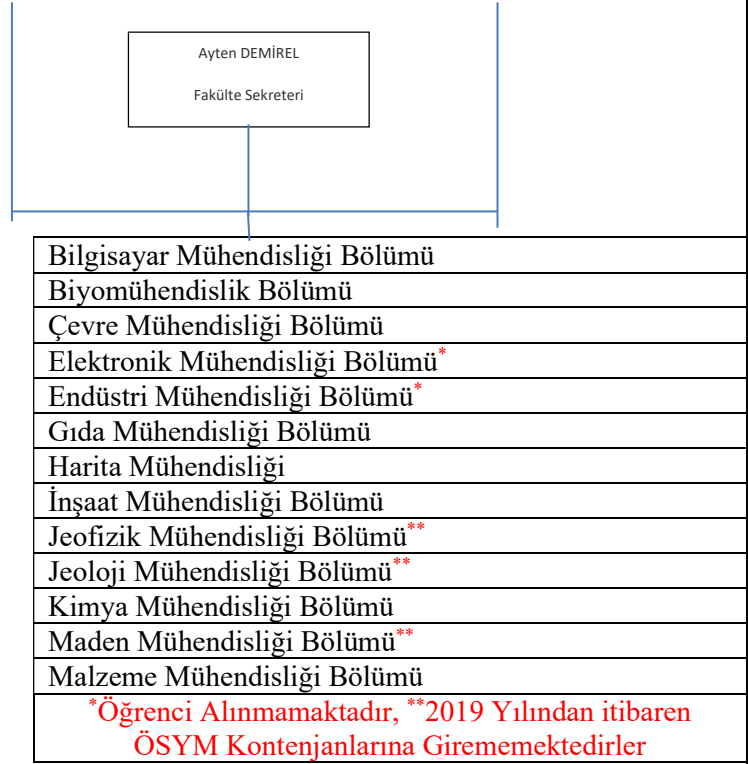 Ayten DEMİREL
Fakülte Sekreteri
Bilgisayar Mühendisliği Bölümü
Biyomühendislik Bölümü
Çevre Mühendisliği Bölümü
Elektronik Mühendisliği Bölümü*
Endüstri Mühendisliği Bölümü*
Gıda Mühendisliği Bölümü
Harita Mühendisliği
İnşaat Mühendisliği Bölümü
Jeofizik Mühendisliği Bölümü**
Jeoloji Mühendisliği Bölümü**
Kimya Mühendisliği Bölümü
Maden Mühendisliği Bölümü**
Malzeme Mühendisliği Bölümü
*Öğrenci Alınmamaktadır, **2019 Yılından itibaren
ÖSYM Kontenjanlarına Girememektedirler